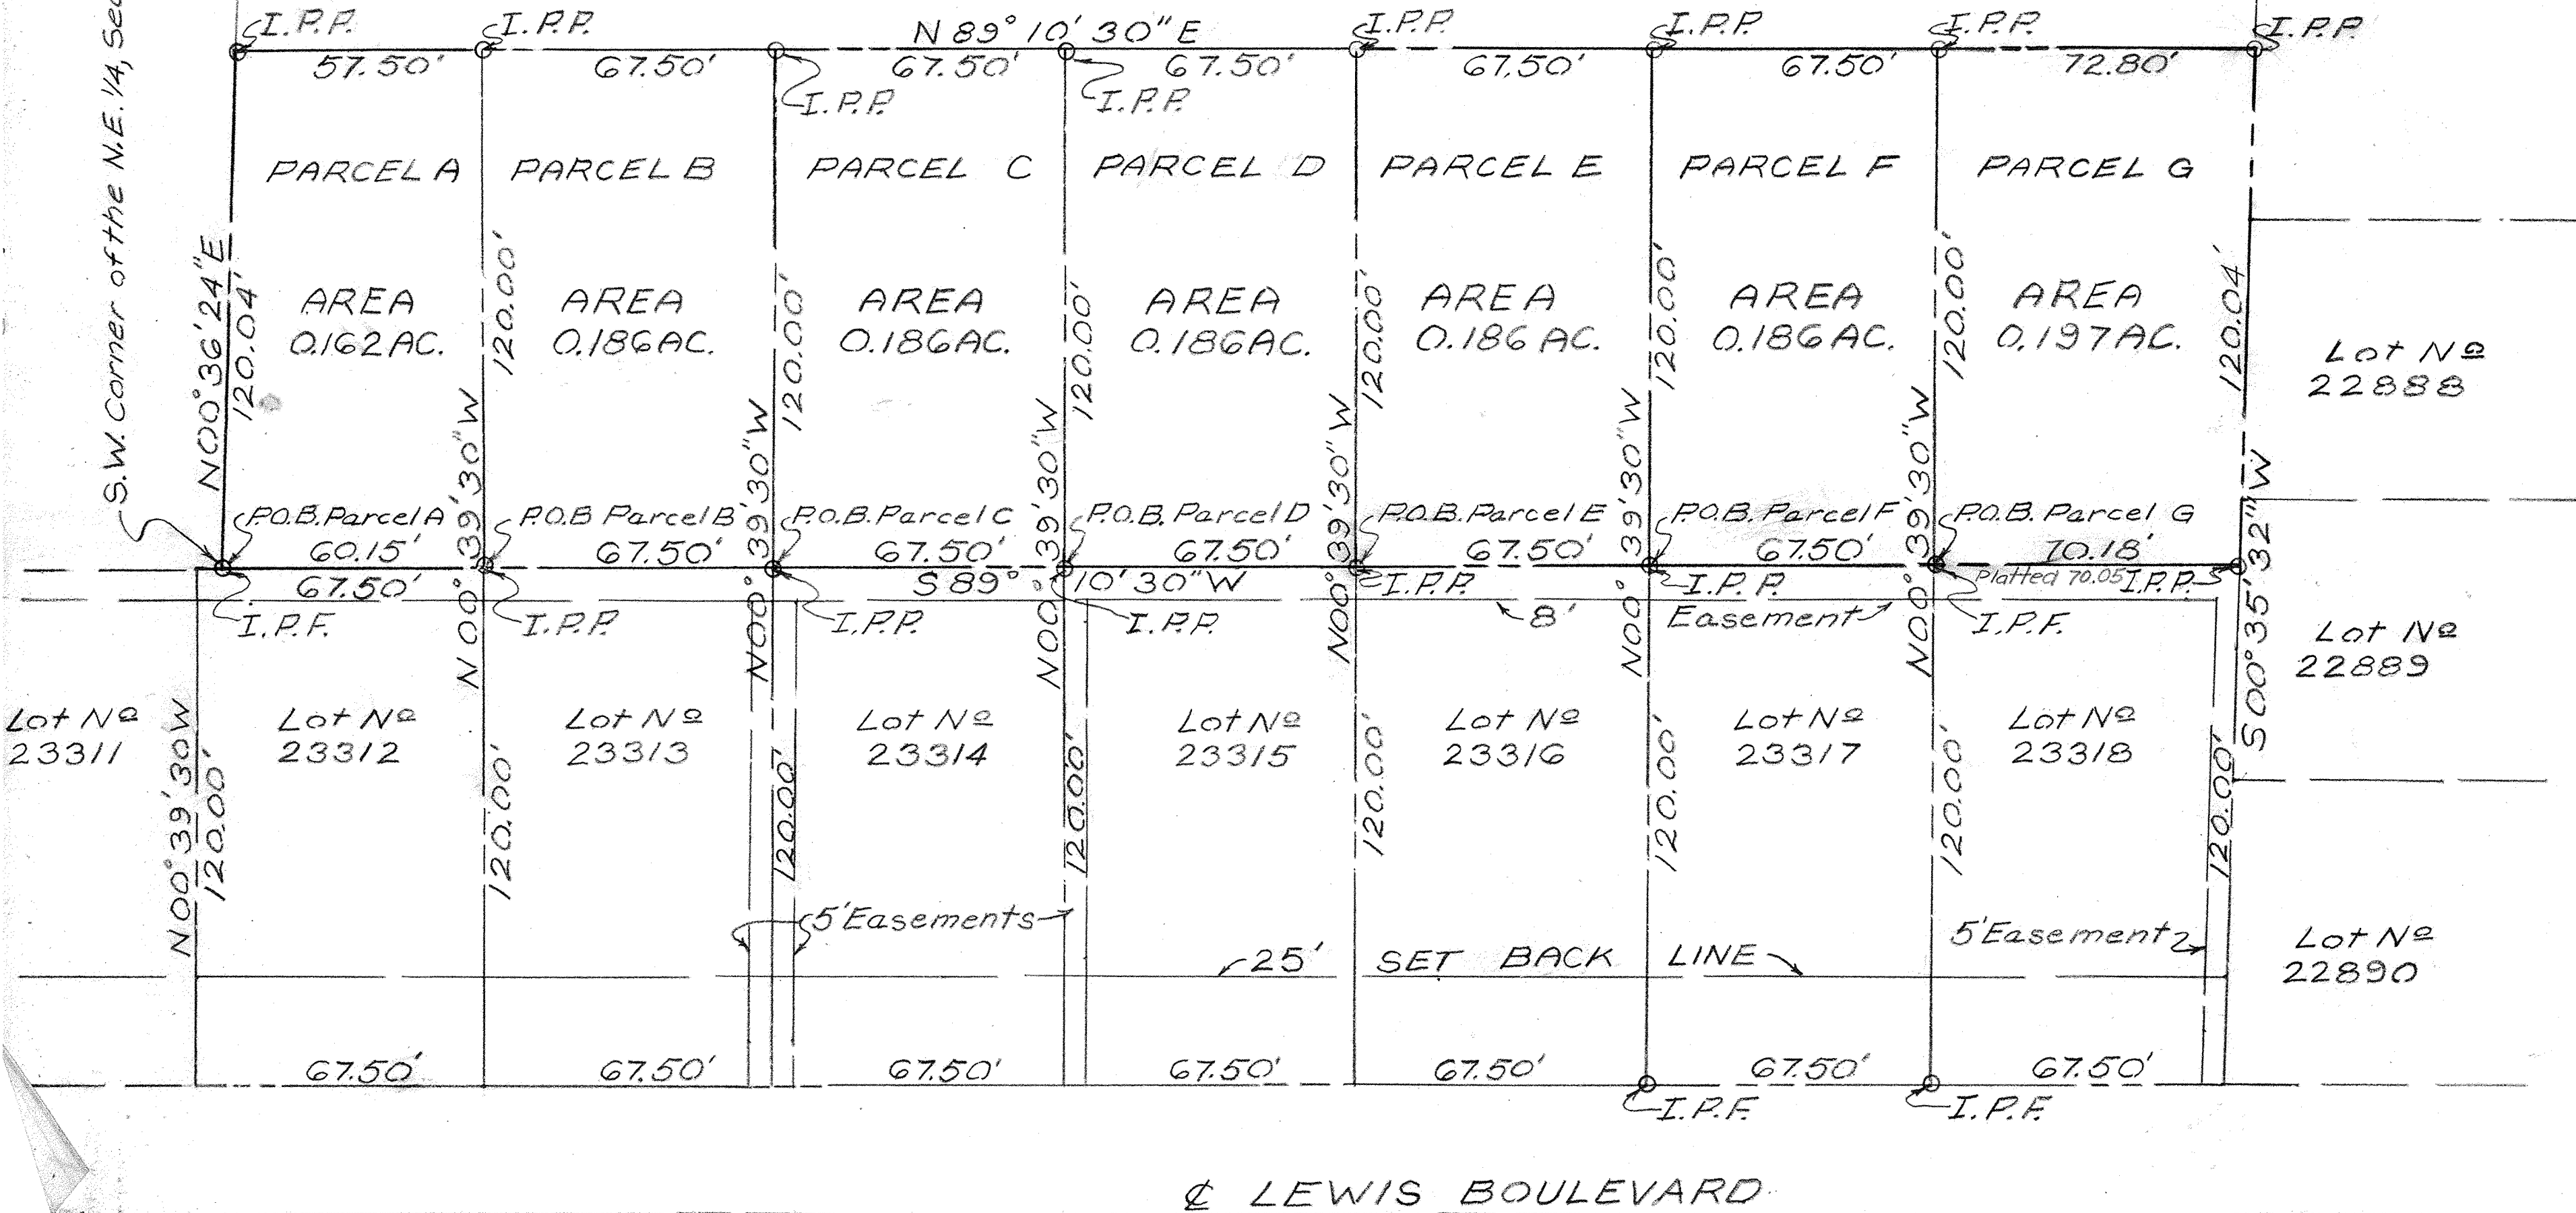 S.W. Corner of the N.E. 1/4, Sec
I.P.P.
I.P.P.
N 89° 10' 30" E
I.P.P.
I.P.P.
I.P.P.
I.P.P.
57.50'
67.50'
67.50'
67.50'
67.50'
67.50'
72.80'
I.P.P.
I.P.P.
PARCEL A
PARCEL B
PARCEL C
PARCEL D
PARCEL E
PARCEL F
PARCEL G
N00° 36' 24" E
120.04'
120.00'
120.00'
120.00'
120.00'
120.00'
120.00'
120.04'
AREA
0.162 AC.
AREA
0.186 AC.
AREA
0.186 AC.
AREA
0.186 AC.
AREA
0.186 AC.
AREA
0.186 AC.
AREA
0.197 AC.
Lot Nº
22888
N00° 39' 30" W
N00° 39' 30" W
N00° 39' 30" W
N00° 39' 30" W
N00° 39' 30" W
N00° 39' 30" W
S00° 35' 32" W
P.O.B. Parcel A
P.O.B Parcel B
P.O.B. Parcel C
P.O.B. Parcel D
P.O.B. Parcel E
P.O.B. Parcel F
P.O.B. Parcel G
60.15'
67.50'
67.50'
67.50'
67.50'
67.50'
70.18'
67.50'
S 89° 10' 30" W
I.P.P.
I.P.P.
Platted 70.05
I.P.P.
I.P.F.
I.P.P.
I.P.P.
I.P.P.
8' Easement
I.P.F.
Lot Nº
22889
Lot Nº
23311
Lot Nº
23312
Lot Nº
23313
Lot Nº
23314
Lot Nº
23315
Lot Nº
23316
Lot Nº
23317
Lot Nº
23318
N00° 39' 30 W
120.00'
120.00'
120.00'
120.00'
120.00'
120.00'
120.00'
120.00'
5' Easements
5' Easement
25' SET BACK LINE
Lot Nº
22890
67.50'
67.50'
67.50'
67.50'
67.50'
67.50'
67.50'
I.P.F.
I.P.F.
℄ LEWIS BOULEVARD